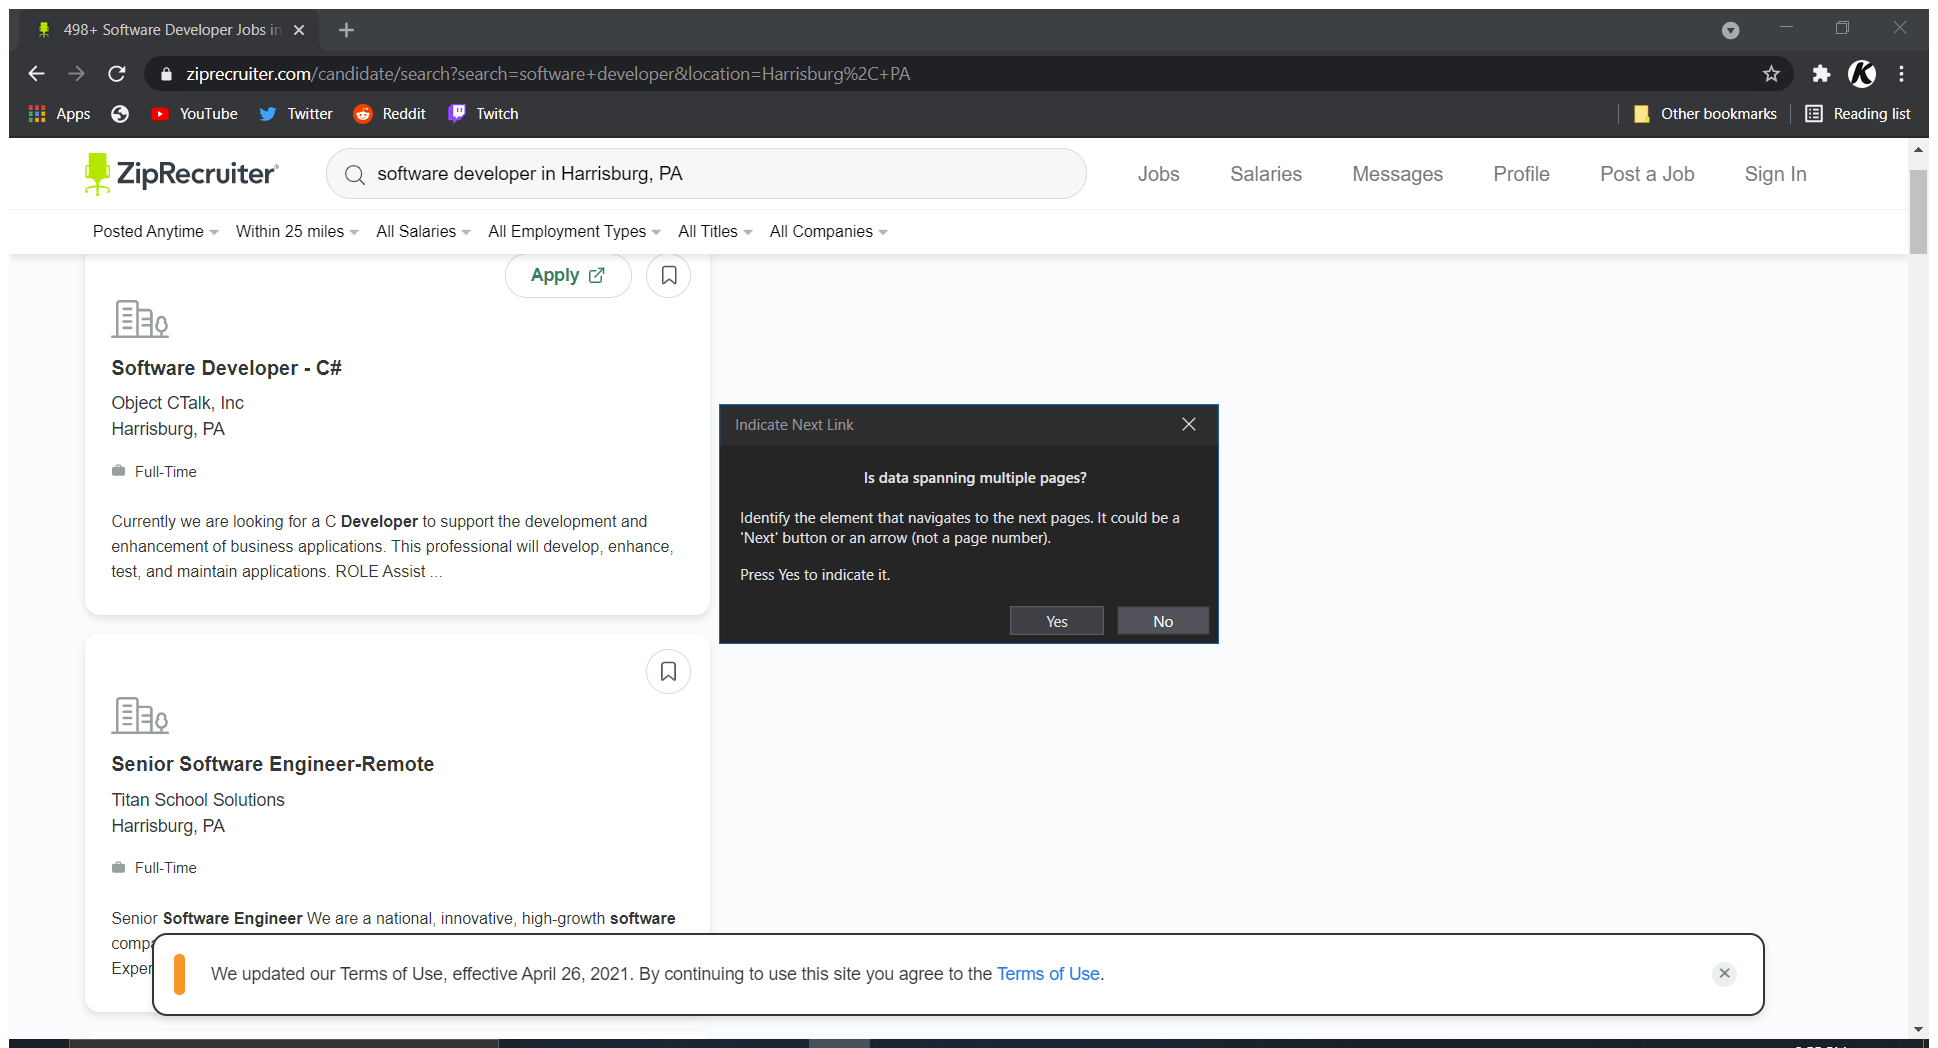 498+ Software Developer Jobs in
ziprecruiter.com/candidate/search?search=software+developer&location=Harrisburg%2C+PA
Apps YouTube Twitter Reddit Twitch Other bookmarks Reading list
ZipRecruiter software developer in Harrisburg, PA Jobs Salaries Messages Profile Post a Job Sign In
Posted Anytime Within 25 miles All Salaries All Employment Types All Titles All Companies
Apply
Software Developer - C#
Object CTalk, Inc
Harrisburg, PA
Full-Time
Currently we are looking for a C Developer to support the development and
enhancement of business applications. This professional will develop, enhance,
test, and maintain applications. ROLE Assist ...
Indicate Next Link
Is data spanning multiple pages?
Identify the element that navigates to the next pages. It could be a
'Next' button or an arrow (not a page number).
Press Yes to indicate it.
Yes No
Senior Software Engineer-Remote
Titan School Solutions
Harrisburg, PA
Full-Time
Senior Software Engineer We are a national, innovative, high-growth software
We updated our Terms of Use, effective April 26, 2021. By continuing to use this site you agree to the Terms of Use.